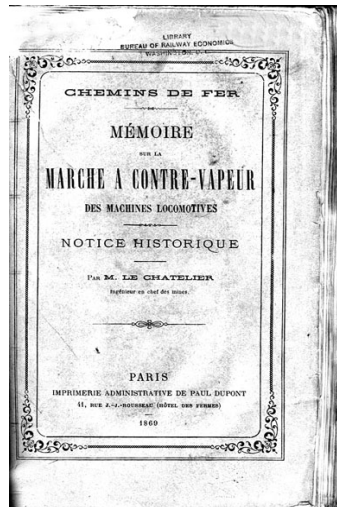 LIBRARY
BUREAU OF RAILWAY ECONOMICS
WASHINGTON, D. C.
CHEMINS DE FER
MÉMOIRE
SUR LA
MARCHE A CONTRE-VAPEUR
DES MACHINES LOCOMOTIVES
NOTICE HISTORIQUE
PAR M. LE CHATELIER
Ingénieur en chef des mines.
PARIS
IMPRIMERIE ADMINISTRATIVE DE PAUL DUPONT
41, RUE J.-J.-ROUSSEAU (HÔTEL DES FERMES)
1869